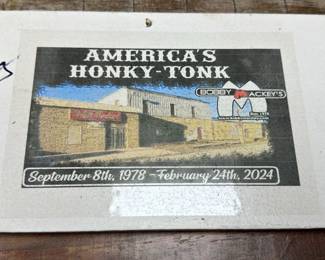 AMERICA'S
HONKY-TONK
BOBBY MACKEY'S
September 8th, 1978 - February 24th, 2024